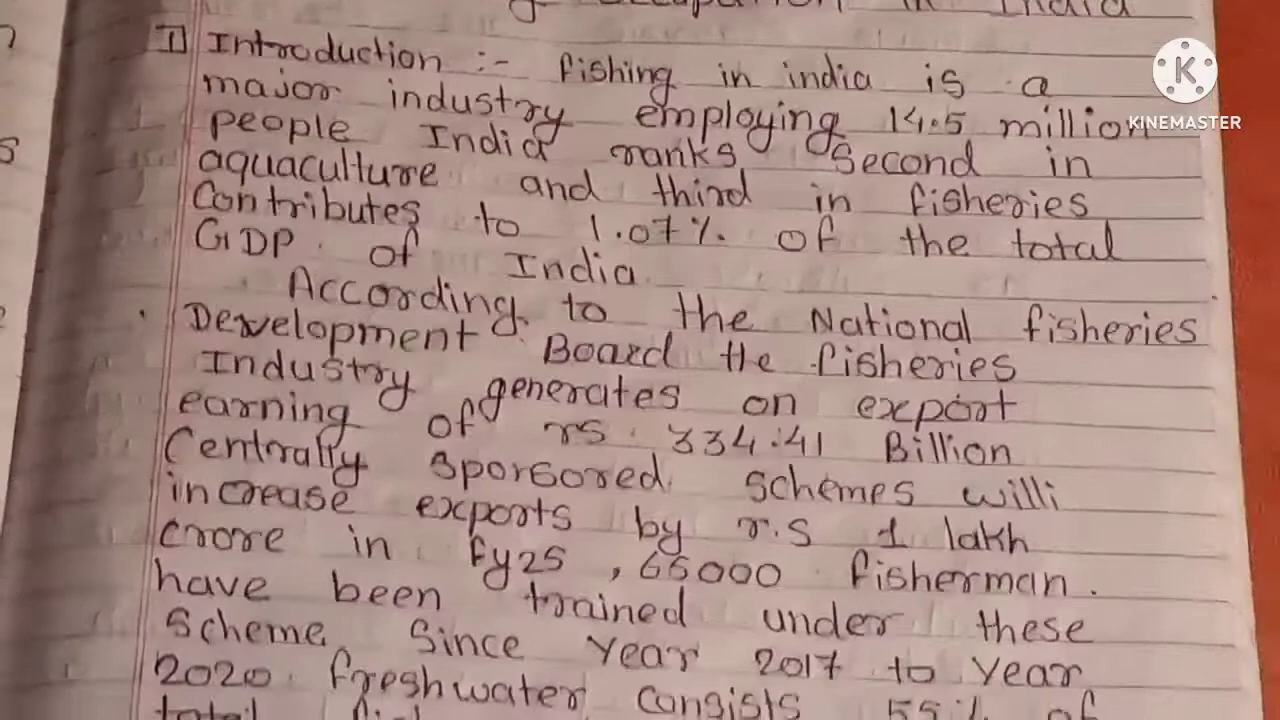 in India
I Introduction :- fishing in india is a
major industry employing 14.5 million
people India ranks Second in
aquaculture and third in fisheries
Contributes to 1.07% of the total
GDP of India
According to the National fisheries
Development Board the fisheries
Industry generates on export
earning of rs 334.41 Billion
Centrally sponsored schemes willi
increase exports by r.s 1 lakh
crore in fy25, 65000 fisherman.
have been trained under these
Scheme Since Year 2017 to Year
2020 freshwater consists 55% of
K
KINEMASTER